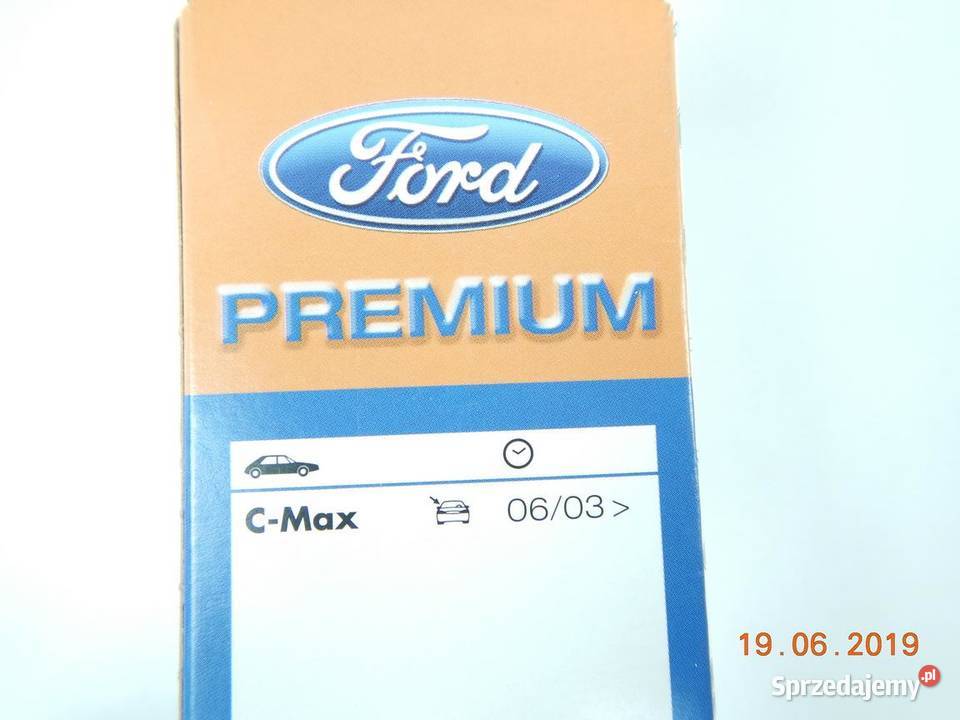 Ford
PREMIUM
C-Max 06/03 >
19.06.2019
Sprzedajemy.pl